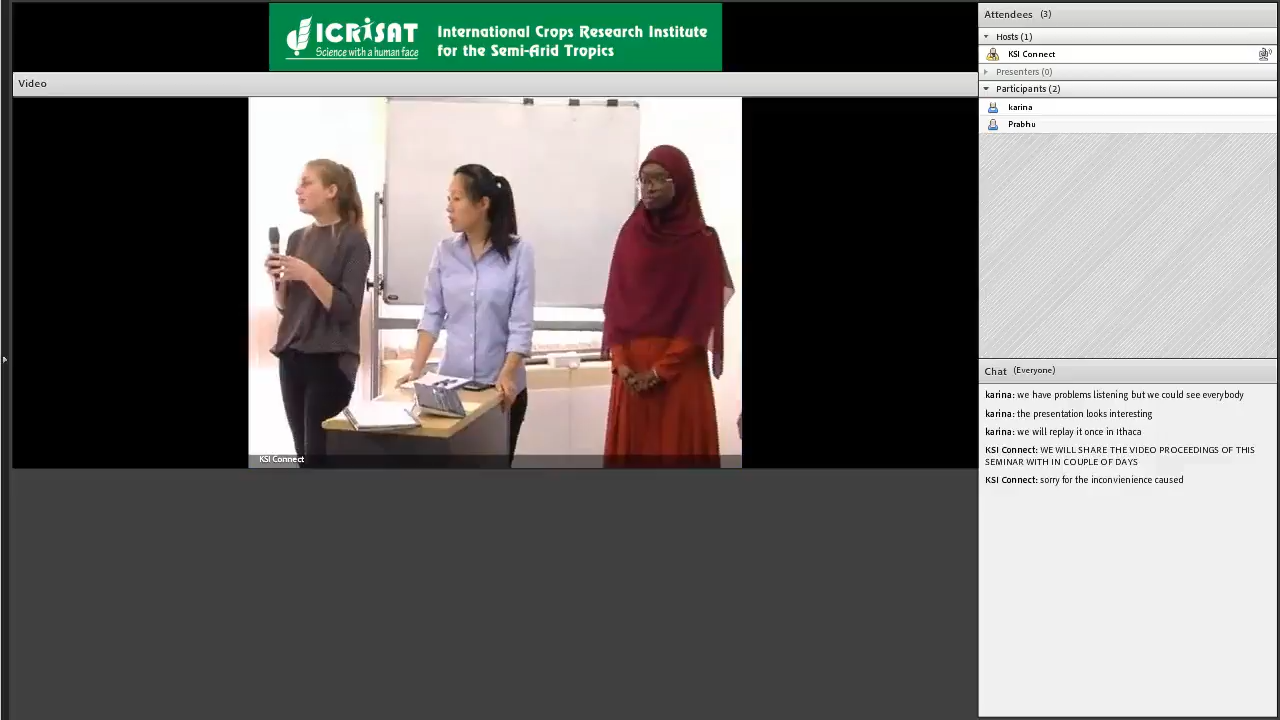 ICRISAT
Science with a human face
International Crops Research Institute
for the Semi-Arid Tropics
Video
KSI Connect
Attendees (3)
Hosts (1)
KSI Connect
Presenters (0)
Participants (2)
karina
Prabhu
Chat (Everyone)
karina: we have problems listening but we could see everybody
karina: the presentation looks interesting
karina: we will replay it once in Ithaca
KSI Connect: WE WILL SHARE THE VIDEO PROCEEDINGS OF THIS
SEMINAR WITH IN COUPLE OF DAYS
KSI Connect: sorry for the inconvienience caused